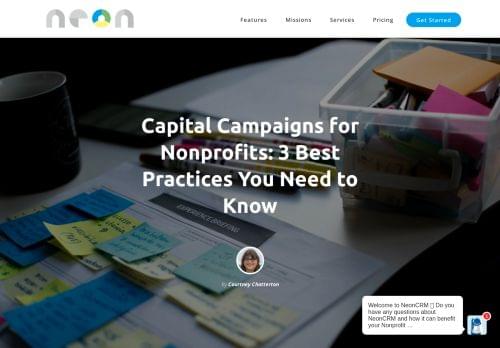 neon
Features Missions Services Pricing Get Started
Capital Campaigns for
Nonprofits: 3 Best
Practices You Need to
Know
EXPERIENCE BRIEFING
By Courtney Chatterton
Welcome to NeonCRM Do you
have any questions about
NeonCRM and how it can benefit
your Nonprofit ...
1